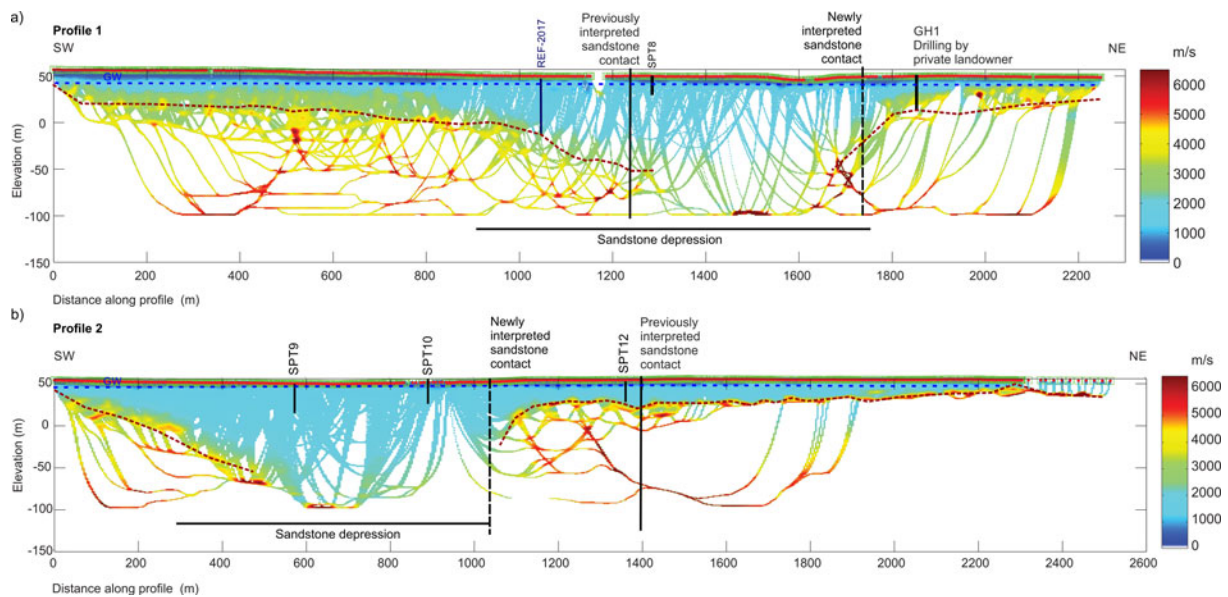 a)
Profile 1
SW
GW
REF-2017
Previously
interpreted
sandstone
contact
SPT8
Newly
interpreted
sandstone
contact
GH1
Drilling by
private landowner
NE
m/s
6000
5000
4000
3000
2000
1000
0
Elevation (m)
50
0
-50
-100
-150
Sandstone depression
0 200 400 600 800 1000 1200 1400 1600 1800 2000 2200
Distance along profile (m)
b)
Profile 2
SW
GW
SPT9
SPT10
Newly
interpreted
sandstone
contact
SPT12
Previously
interpreted
sandstone
contact
NE
m/s
6000
5000
4000
3000
2000
1000
0
Elevation (m)
50
0
-50
-100
-150
Sandstone depression
0 200 400 600 800 1000 1200 1400 1600 1800 2000 2200 2400 2600
Distance along profile (m)